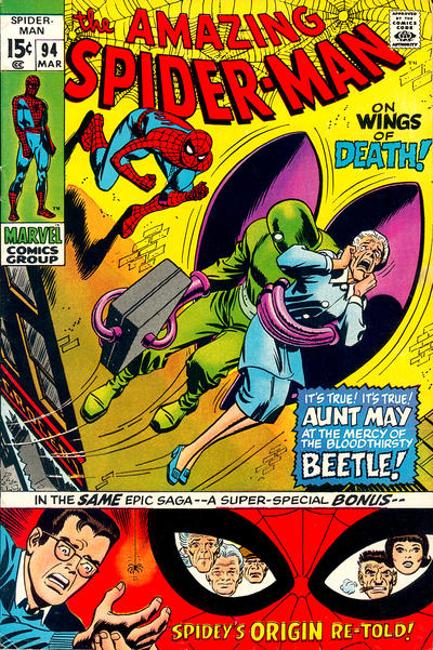 SPIDER-
MAN
15¢
94
MAR
CC
MARVEL
COMICS
GROUP
the AMAZING
SPIDER-MAN
TM
APPROVED
BY THE
COMICS
CODE
AUTHORITY
ON
WINGS
OF
DEATH!
IT'S TRUE! IT'S TRUE!
AUNT MAY
AT THE MERCY OF
THE BLOODTHIRSTY
BEETLE!
IN THE SAME EPIC SAGA--A SUPER-SPECIAL BONUS--
SPIDEY'S ORIGIN RE-TOLD!